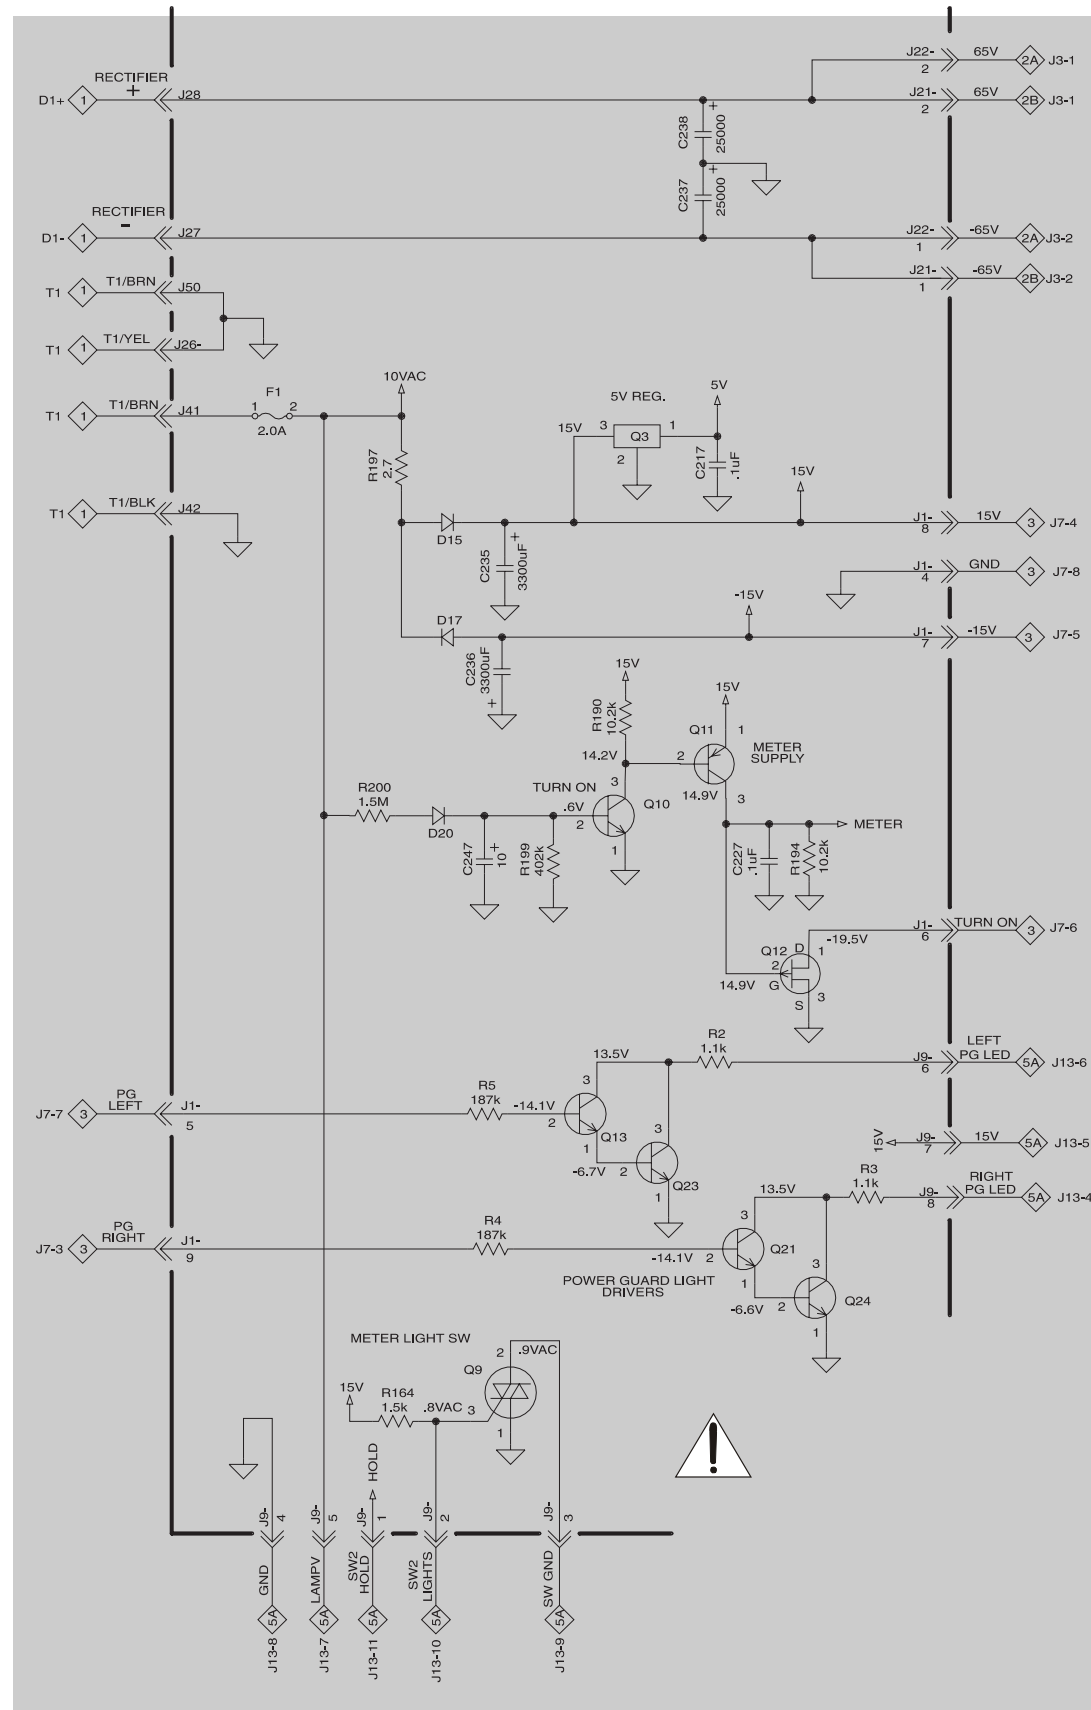 J22- 65V
2 2A J3-1
RECTIFIER
+
D1+ 1 J28 J21- 65V
2 2B J3-1
C238
25000
+
C237
25000
+
RECTIFIER
-
D1- 1 J27 J22- -65V
1 2A J3-2
T1/BRN
T1 1 J50 J21- -65V
1 2B J3-2
T1/YEL
T1 1 J26-
10VAC
F1
T1/BRN
T1 1 J41 1 2
2.0A
5V REG.
5V
15V 3 Q3 1
2
C217
.1uF
R197
2.7
15V
T1/BLK
T1 1 J42
D15
J1- 15V
8 3 J7-4
C235
3300uF
+
J1- GND
4 3 J7-8
-15V
D17
J1- -15V
7 3 J7-5
C236
3300uF
+
15V
15V
R190
10.2k
Q11 1
METER
SUPPLY
14.2V 2
14.9V 3
R200
1.5M
TURN ON
3
Q10
.6V
2
1
D20
METER
C247
10
+
R199
402k
C227
.1uF
R194
10.2k
J1- TURN ON
6 3 J7-6
-19.5V
Q12 D 1
2
14.9V G
S 3
R2
1.1k
LEFT
PG LED
J9-
6 5A J13-6
13.5V
3
R5
187k
PG
LEFT
J7-7 3 J1-
5
-14.1V
2
Q13
1
-6.7V 2
3
Q23
1
15V J9- 15V
7 5A J13-5
R3
1.1k
RIGHT
PG LED
J9-
8 5A J13-4
13.5V
3
R4
187k
PG
RIGHT
J7-3 3 J1-
9
-14.1V 2
Q21
1
-6.6V 2
3
Q24
1
POWER GUARD LIGHT
DRIVERS
METER LIGHT SW
2 .9VAC
Q9
15V
R164
1.5k
.8VAC 3
1
!
HOLD
J9- 4
J9- 5
J9- 1
J9- 2
J9- 3
GND
LAMPV
SW2
HOLD
SW2
LIGHTS
SW GND
5A
5A
5A
5A
5A
J13-8
J13-7
J13-11
J13-10
J13-9